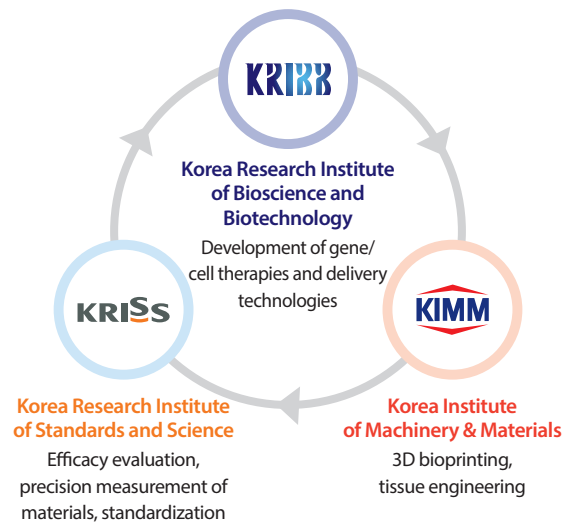 KRIBB
Korea Research Institute
of Bioscience and
Biotechnology
Development of gene/
cell therapies and delivery
technologies
KRISS
Korea Research Institute
of Standards and Science
Efficacy evaluation,
precision measurement of
materials, standardization
KIMM
Korea Institute
of Machinery & Materials
3D bioprinting,
tissue engineering